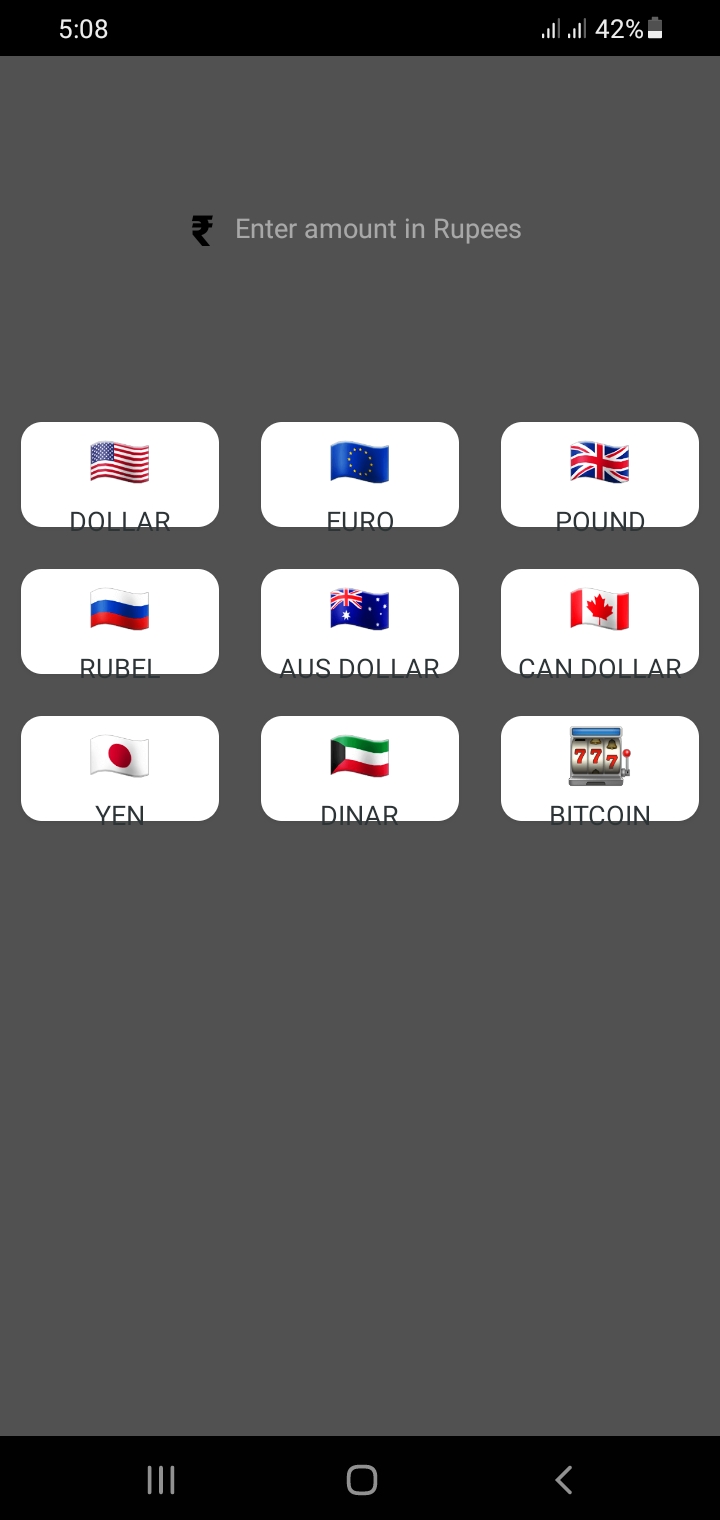 5:08 42%
₹ Enter amount in Rupees
DOLLAR EURO POUND
RUBEL AUS DOLLAR CAN DOLLAR
777
YEN DINAR BITCOIN